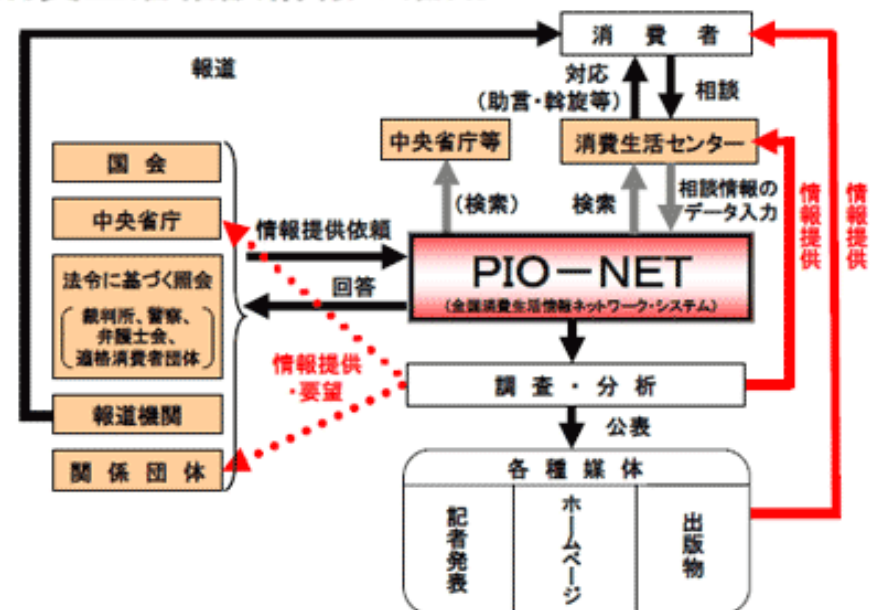 消費者
報道
対応
(助言・斡旋等)
相談
中央省庁等
消費生活センター
国会
中央省庁
法令に基づく照会
裁判所、警察、
弁護士会、
適格消費者団体
報道機関
関係団体
情報提供依頼
回答
(検索)
検索
相談情報の
データ入力
情報提供
情報提供
PIO-NET
(全国消費生活情報ネットワーク・システム)
情報提供
・要望
調査・分析
公表
各種媒体
記者発表
ホームページ
出版物